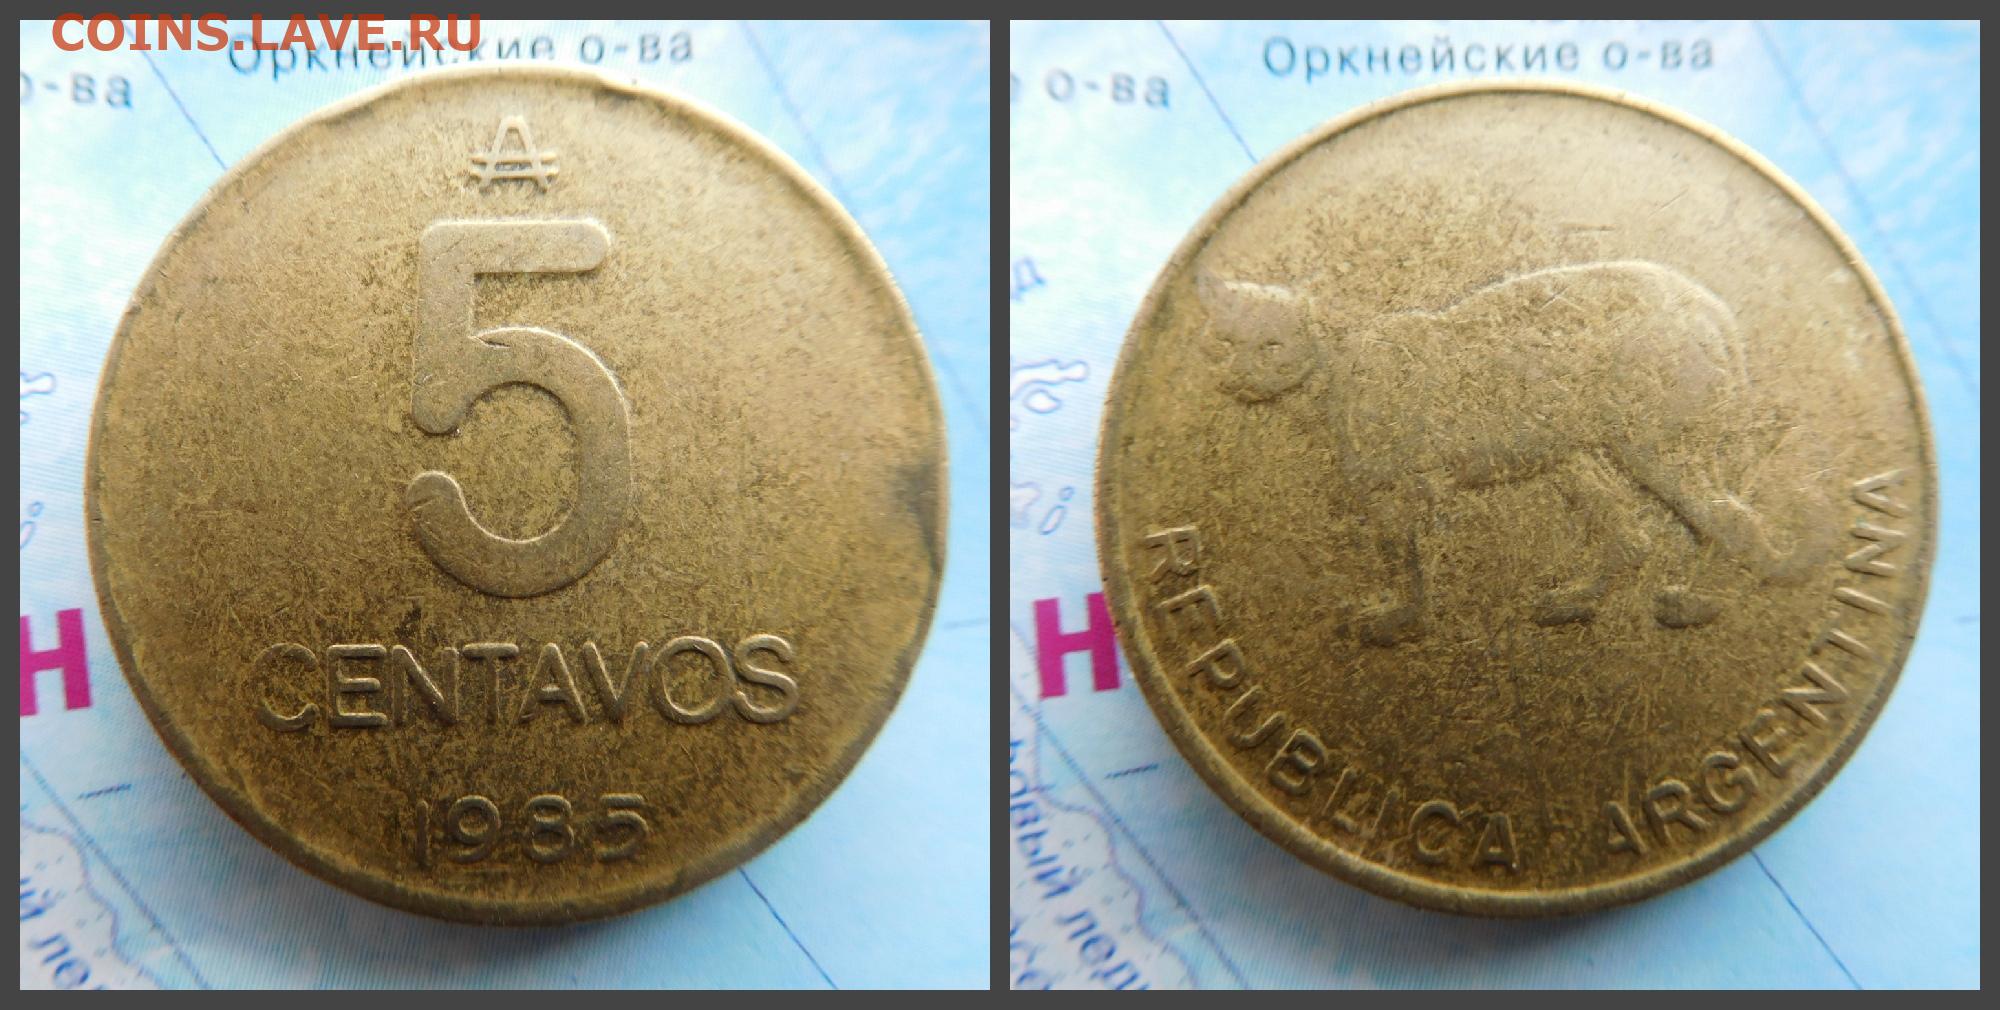 COINS.LAVE.RU
Оркнейские о-ва
о-ва
₳
5
CENTAVOS
1985
Н
Оркнейские о-ва
о-ва
REPUBLICA ARGENTINA
Н